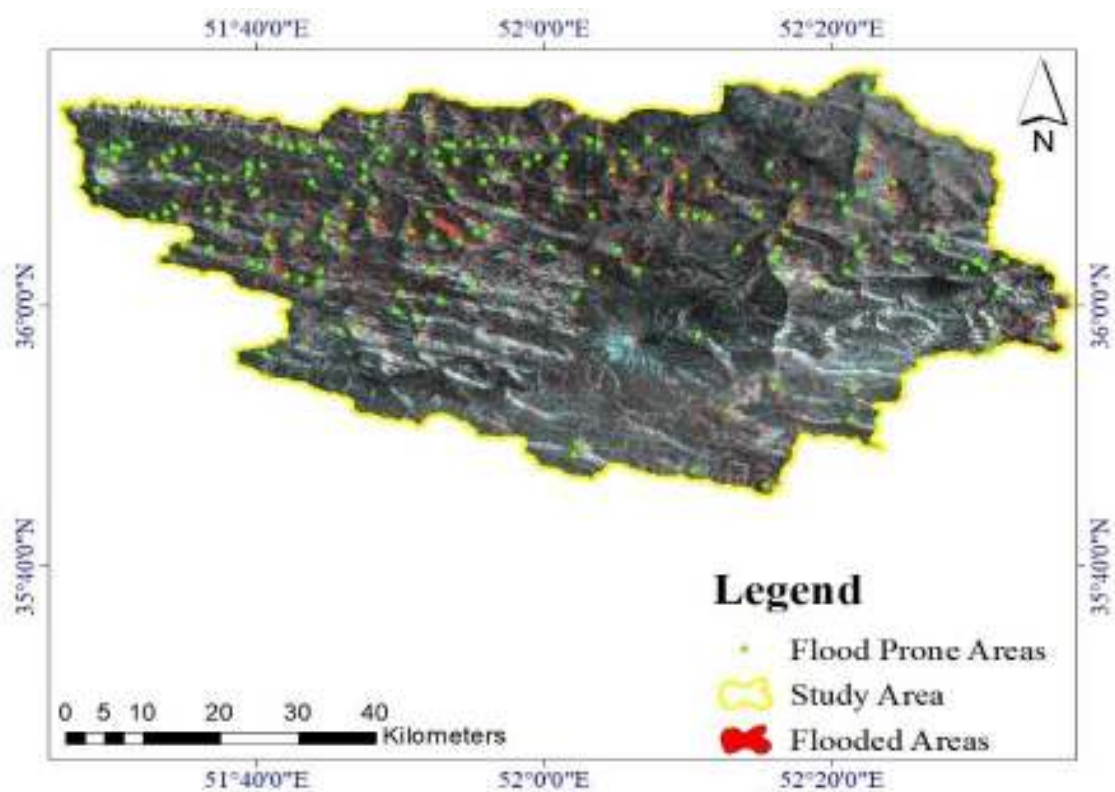 51°40'0"E 52°0'0"E 52°20'0"E
N
36°0'0"N 36°0'0"N
35°40'0"N 35°40'0"N
Legend
Flood Prone Areas
Study Area
Flooded Areas
0 5 10 20 30 40
Kilometers
51°40'0"E 52°0'0"E 52°20'0"E